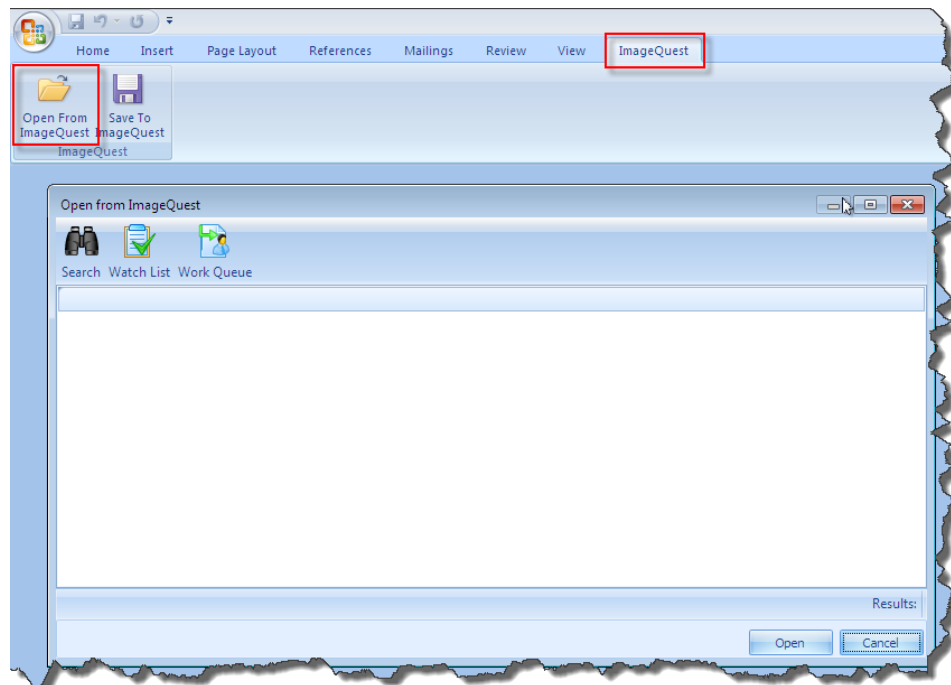 Home Insert Page Layout References Mailings Review View ImageQuest
Open From ImageQuest
Save To ImageQuest
ImageQuest
Open from ImageQuest
Search Watch List Work Queue
Results:
Open Cancel